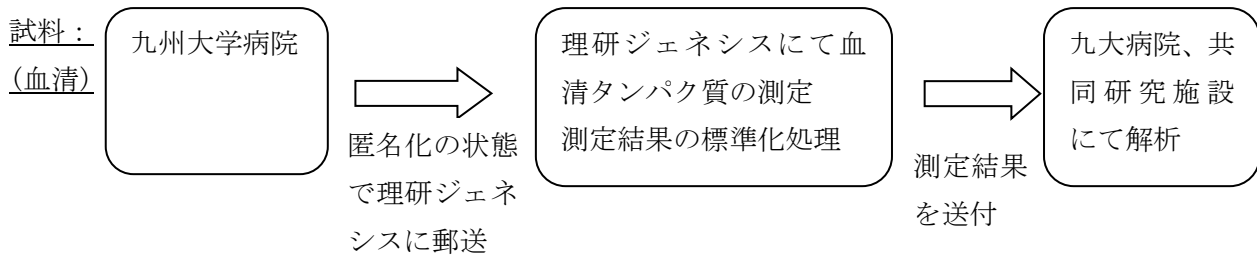 試料：
(血清)
九州大学病院
匿名化の状態
で理研ジェネ
シスに郵送
理研ジェネシスにて血
清タンパク質の測定
測定結果の標準化処理
測定結果
を送付
九大病院、共
同研究施設
にて解析